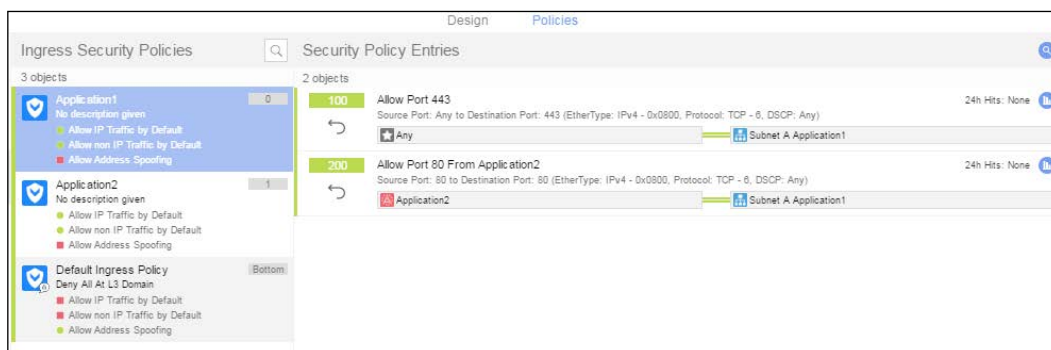 Design Policies
Ingress Security Policies
3 objects
Application1 0
No description given
Allow IP Traffic by Default
Allow non IP Traffic by Default
Allow Address Spoofing
Application2 1
No description given
Allow IP Traffic by Default
Allow non IP Traffic by Default
Allow Address Spoofing
Default Ingress Policy Bottom
Deny All At L3 Domain
Allow IP Traffic by Default
Allow non IP Traffic by Default
Allow Address Spoofing
Security Policy Entries
2 objects
100 Allow Port 443 24h Hits: None
Source Port: Any to Destination Port: 443 (EtherType: IPv4 - 0x0800, Protocol: TCP - 6, DSCP: Any)
Any Subnet A Application1
200 Allow Port 80 From Application2 24h Hits: None
Source Port: 80 to Destination Port: 80 (EtherType: IPv4 - 0x0800, Protocol: TCP - 6, DSCP: Any)
Application2 Subnet A Application1